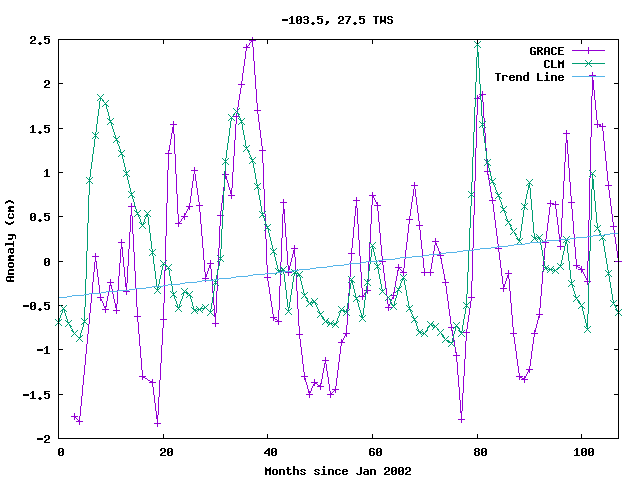 -103.5, 27.5 TWS
GRACE
CLM
Trend Line
2.5
2
1.5
1
0.5
0
-0.5
-1
-1.5
-2
Anomaly (cm)
0 20 40 60 80 100
Months since Jan 2002